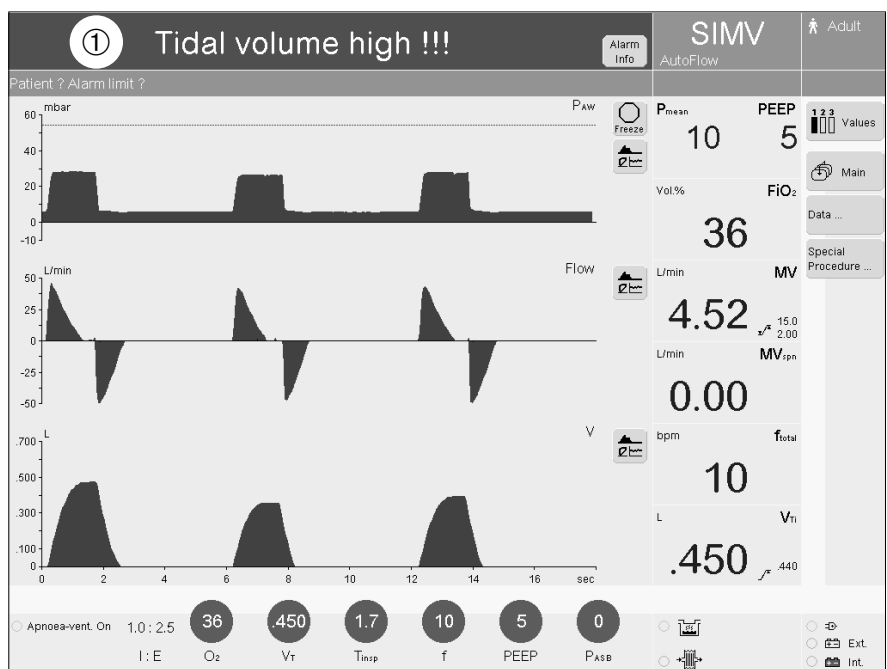 ① Tidal volume high !!!
Alarm Info
SIMV
AutoFlow
Adult
Patient ? Alarm limit ?
mbar
PAW
60
40
20
0
-10
Freeze
Pmean
PEEP
10
5
1 2 3
Values
Main
Data ...
Special
Procedure ...
Vol.%
FiO2
36
L/min
Flow
50
25
0
-25
-50
L/min
MV
4.52
15.0
2.00
L/min
MVspn
0.00
L
V
.700
.500
.300
.100
0
0 2 4 6 8 10 12 14 16 sec
bpm
ftotal
10
L
VTi
.450
.440
Apnoea-vent. On
1.0 : 2.5
36 .450 1.7 10 5 0
I : E O2 VT Tinsp f PEEP PASB
Ext.
Int.